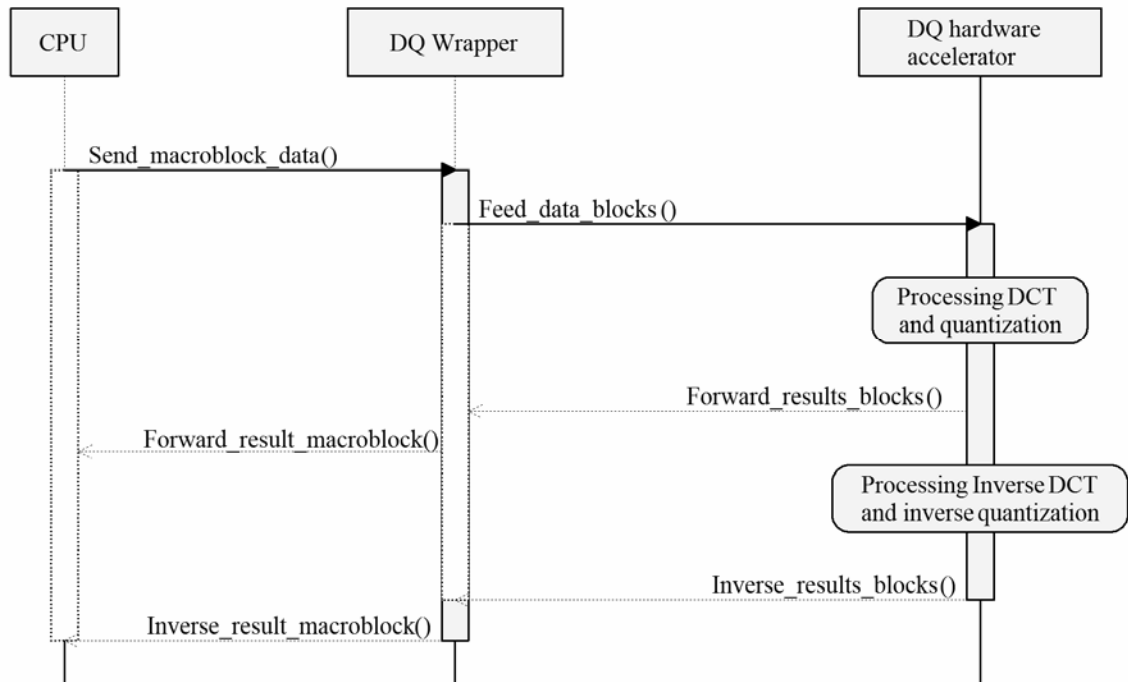 CPU
DQ Wrapper
DQ hardware
accelerator
Send_macroblock_data()
Feed_data_blocks()
Processing DCT
and quantization
Forward_results_blocks()
Forward_result_macroblock()
Processing Inverse DCT
and inverse quantization
Inverse_results_blocks()
Inverse_result_macroblock()